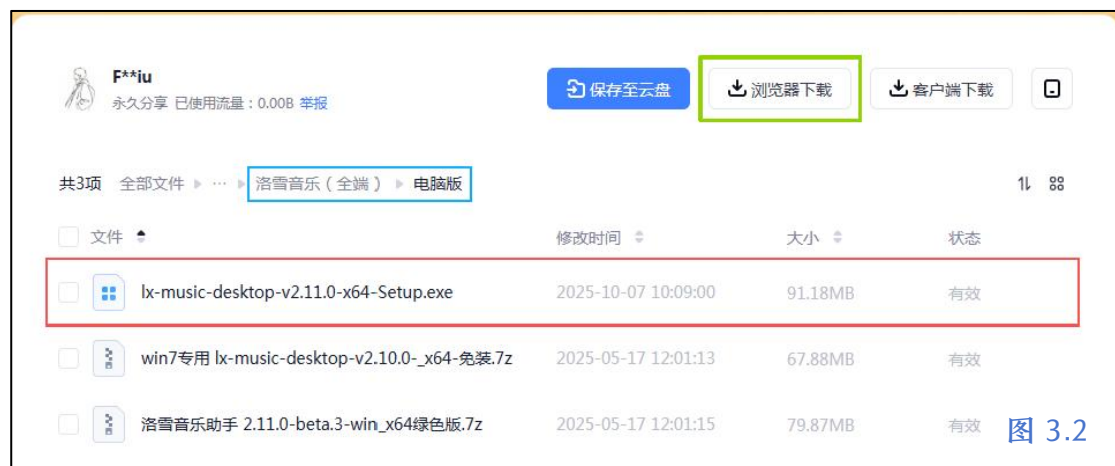 F**iu
永久分享 已使用流量：0.00B 举报
保存至云盘
浏览器下载
客户端下载
共3项 全部文件 ··· 洛雪音乐（全端） 电脑版
文件 修改时间 大小 状态
lx-music-desktop-v2.11.0-x64-Setup.exe 2025-10-07 10:09:00 91.18MB 有效
win7专用 lx-music-desktop-v2.10.0-_x64-免装.7z 2025-05-17 12:01:13 67.88MB 有效
洛雪音乐助手 2.11.0-beta.3-win_x64绿色版.7z 2025-05-17 12:01:15 79.87MB 有效
图 3.2